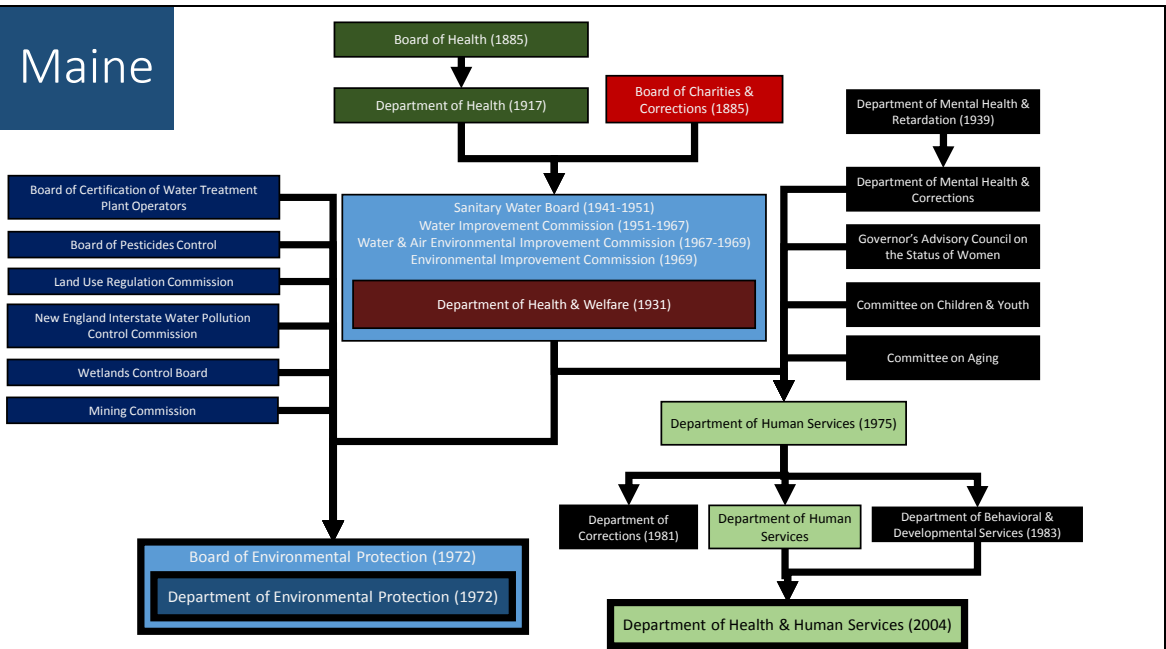 Maine
Board of Health (1885)
Department of Health (1917)
Board of Charities &
Corrections (1885)
Department of Mental Health &
Retardation (1939)
Department of Mental Health &
Corrections
Governor's Advisory Council on
the Status of Women
Committee on Children & Youth
Committee on Aging
Board of Certification of Water Treatment
Plant Operators
Board of Pesticides Control
Land Use Regulation Commission
New England Interstate Water Pollution
Control Commission
Wetlands Control Board
Mining Commission
Sanitary Water Board (1941-1951)
Water Improvement Commission (1951-1967)
Water & Air Environmental Improvement Commission (1967-1969)
Environmental Improvement Commission (1969)
Department of Health & Welfare (1931)
Department of Human Services (1975)
Department of
Corrections (1981)
Department of Human
Services
Department of Behavioral &
Developmental Services (1983)
Board of Environmental Protection (1972)
Department of Environmental Protection (1972)
Department of Health & Human Services (2004)